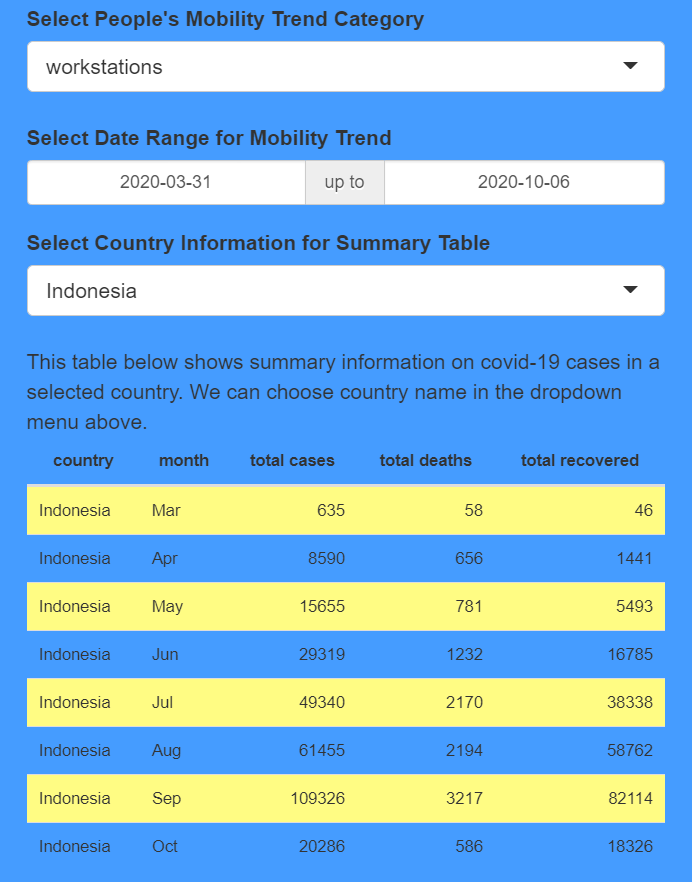 Select People's Mobility Trend Category
workstations
Select Date Range for Mobility Trend
2020-03-31 up to 2020-10-06
Select Country Information for Summary Table
Indonesia
This table below shows summary information on covid-19 cases in a
selected country. We can choose country name in the dropdown
menu above.
country month total cases total deaths total recovered
Indonesia Mar 635 58 46
Indonesia Apr 8590 656 1441
Indonesia May 15655 781 5493
Indonesia Jun 29319 1232 16785
Indonesia Jul 49340 2170 38338
Indonesia Aug 61455 2194 58762
Indonesia Sep 109326 3217 82114
Indonesia Oct 20286 586 18326